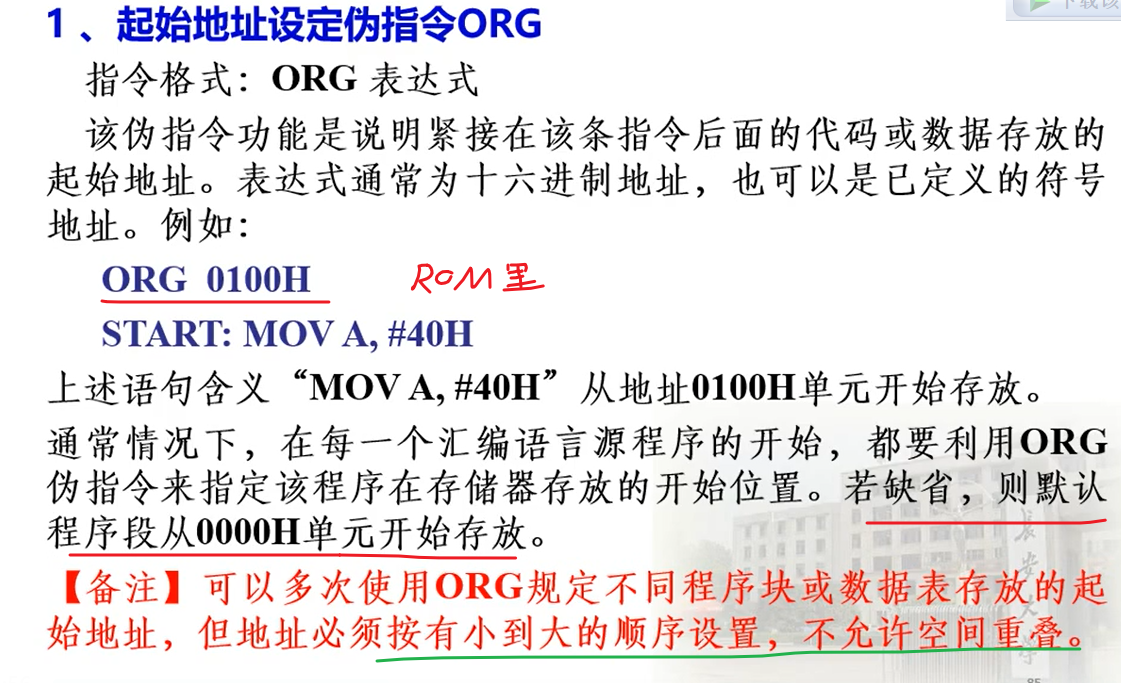 下载该
1、起始地址设定伪指令ORG
指令格式：ORG 表达式
该伪指令功能是说明紧接在该条指令后面的代码或数据存放的
起始地址。表达式通常为十六进制地址，也可以是已定义的符号
地址。例如：
ORG 0100H ROM里
START: MOV A, #40H
上述语句含义“MOV A, #40H”从地址0100H单元开始存放。
通常情况下，在每一个汇编语言源程序的开始，都要利用ORG
伪指令来指定该程序在存储器存放的开始位置。若缺省，则默认
程序段从0000H单元开始存放。
【备注】可以多次使用ORG规定不同程序块或数据表存放的起
始地址，但地址必须按有小到大的顺序设置，不允许空间重叠。
长安大学
85